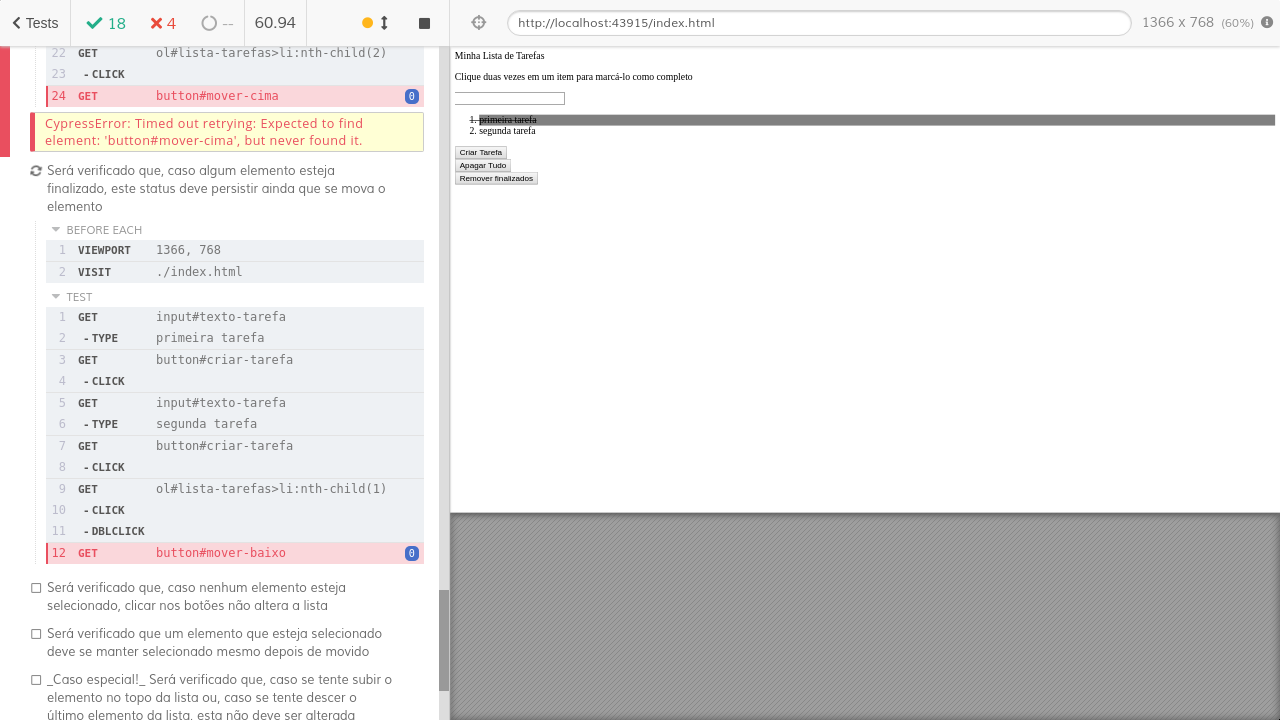 Tests 18 4 -- 60.94
http://localhost:43915/index.html 1366 x 768 (60%)
22 GET ol#lista-tarefas>li:nth-child(2)
23 - CLICK
24 GET button#mover-cima 0
CypressError: Timed out retrying: Expected to find
element: 'button#mover-cima', but never found it.
Será verificado que, caso algum elemento esteja
finalizado, este status deve persistir ainda que se mova o
elemento
BEFORE EACH
1 VIEWPORT 1366, 768
2 VISIT ./index.html
TEST
1 GET input#texto-tarefa
2 - TYPE primeira tarefa
3 GET button#criar-tarefa
4 - CLICK
5 GET input#texto-tarefa
6 - TYPE segunda tarefa
7 GET button#criar-tarefa
8 - CLICK
9 GET ol#lista-tarefas>li:nth-child(1)
10 - CLICK
11 - DBLCLICK
12 GET button#mover-baixo 0
Será verificado que, caso nenhum elemento esteja
selecionado, clicar nos botões não altera a lista
Será verificado que um elemento que esteja selecionado
deve se manter selecionado mesmo depois de movido
_Caso especial!_ Será verificado que, caso se tente subir o
elemento no topo da lista ou, caso se tente descer o
último elemento da lista, esta não deve ser alterada
Minha Lista de Tarefas
Clique duas vezes em um item para marcá-lo como completo
1. primeira tarefa
2. segunda tarefa
Criar Tarefa
Apagar Tudo
Remover finalizados